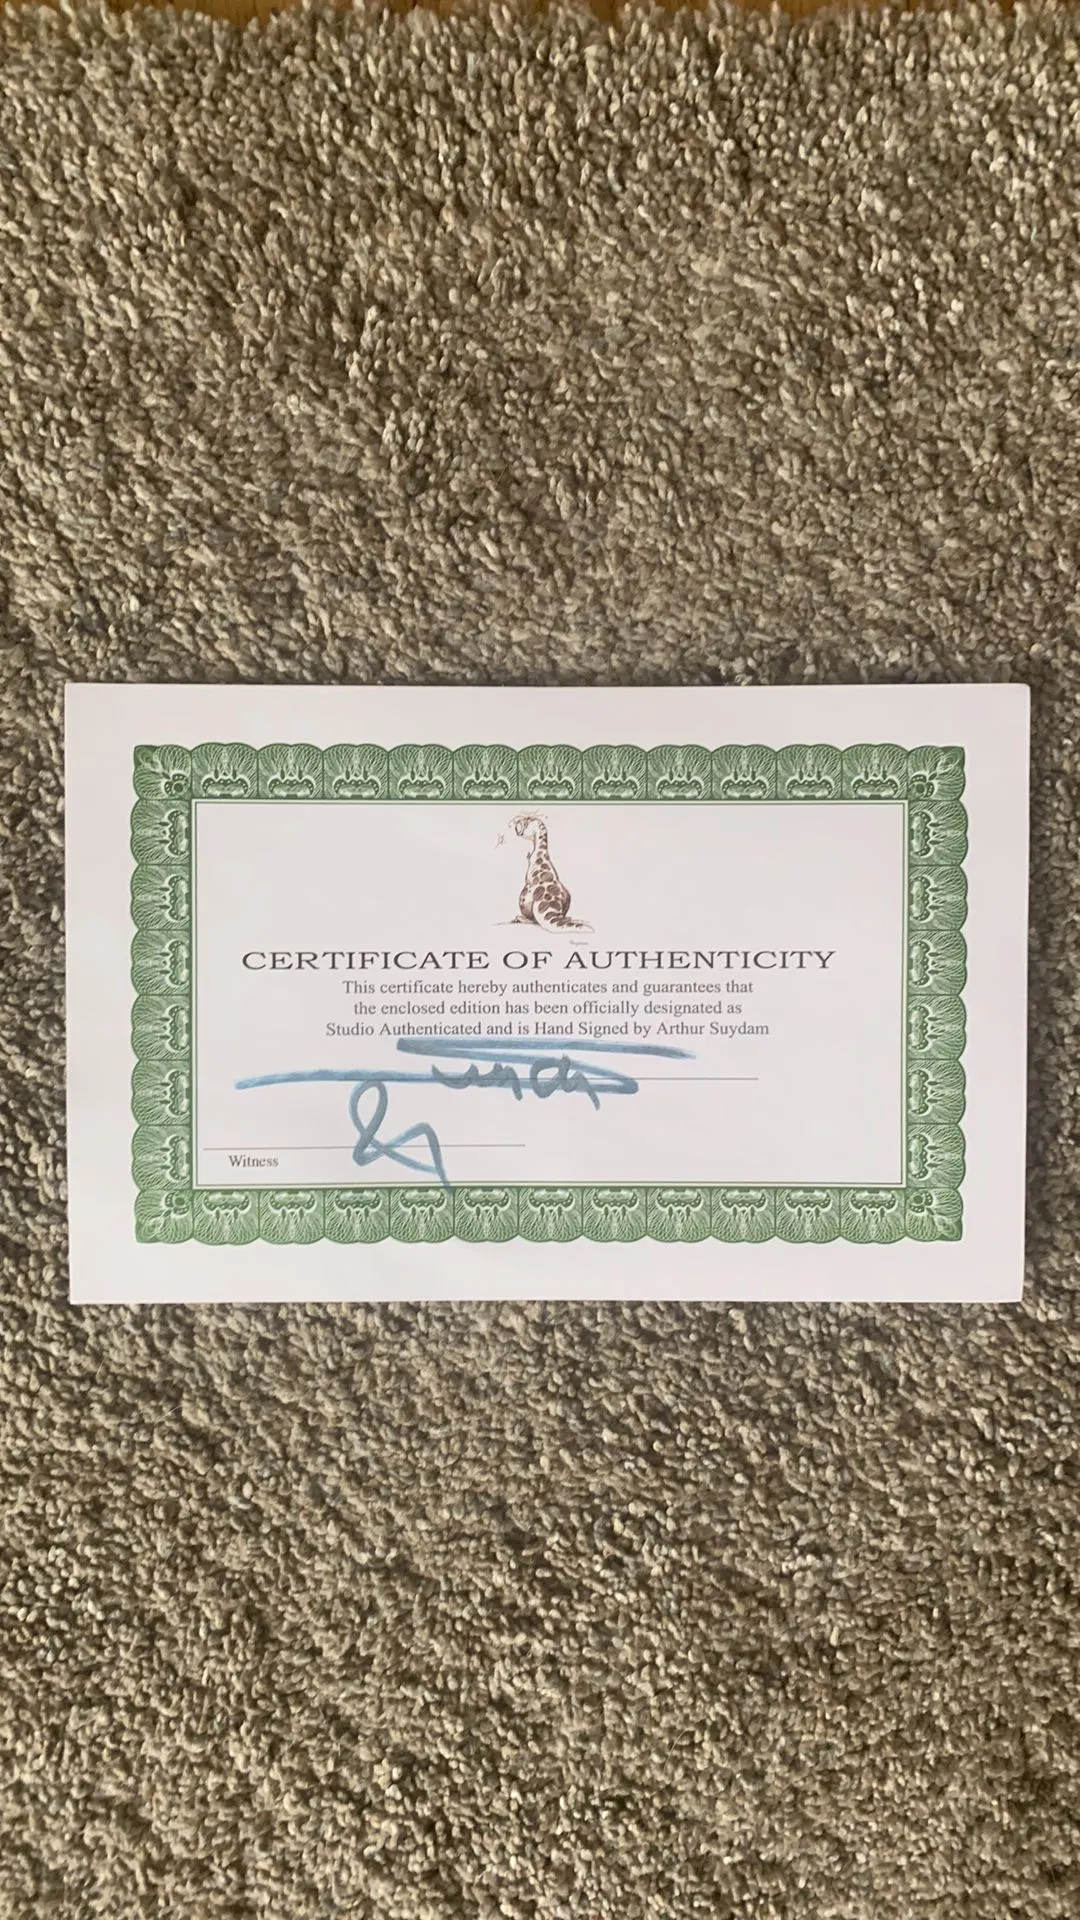 CERTIFICATE OF AUTHENTICITY
This certificate hereby authenticates and guarantees that
the enclosed edition has been officially designated as
Studio Authenticated and is Hand Signed by Arthur Suydam
Witness